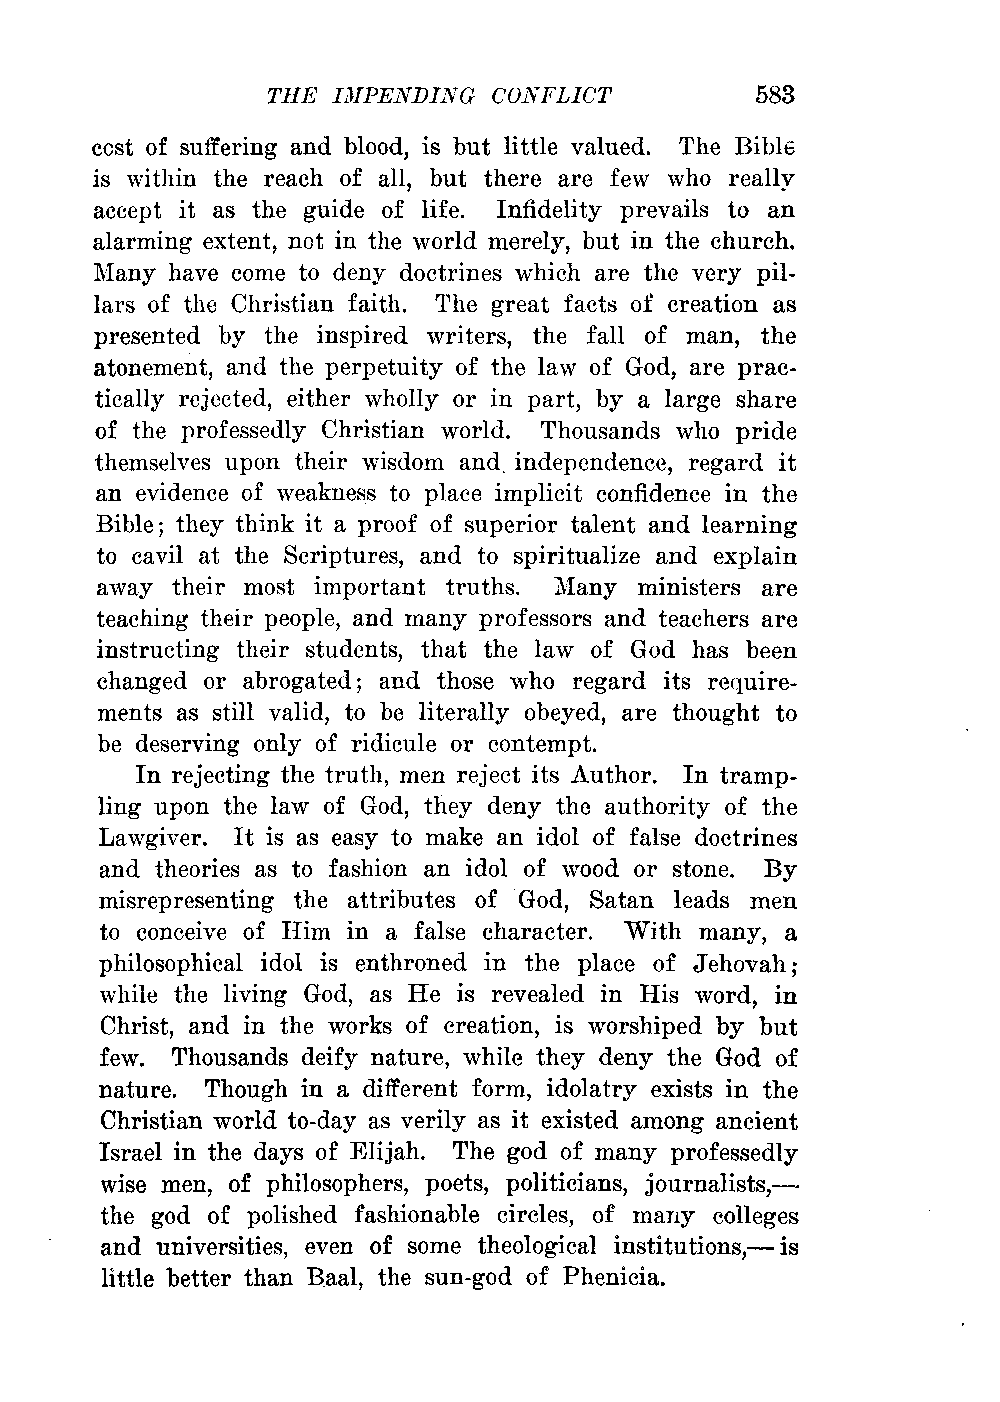 THE IMPENDING CONFLICT 583
cost of suffering and blood, is but little valued. The Bible
is within the reach of all, but there are few who really
accept it as the guide of life. Infidelity prevails to an
alarming extent, not in the world merely, but in the church.
Many have come to deny doctrines which are the very pil-
lars of the Christian faith. The great facts of creation as
presented by the inspired writers, the fall of man, the
atonement, and the perpetuity of the law of God, are prac-
tically rejected, either wholly or in part, by a large share
of the professedly Christian world. Thousands who pride
themselves upon their wisdom and independence, regard it
an evidence of weakness to place implicit confidence in the
Bible; they think it a proof of superior talent and learning
to cavil at the Scriptures, and to spiritualize and explain
away their most important truths. Many ministers are
teaching their people, and many professors and teachers are
instructing their students, that the law of God has been
changed or abrogated; and those who regard its require-
ments as still valid, to be literally obeyed, are thought to
be deserving only of ridicule or contempt.
In rejecting the truth, men reject its Author. In tramp-
ling upon the law of God, they deny the authority of the
Lawgiver. It is as easy to make an idol of false doctrines
and theories as to fashion an idol of wood or stone. By
misrepresenting the attributes of God, Satan leads men
to conceive of Him in a false character. With many, a
philosophical idol is enthroned in the place of Jehovah;
while the living God, as He is revealed in His word, in
Christ, and in the works of creation, is worshiped by but
few. Thousands deify nature, while they deny the God of
nature. Though in a different form, idolatry exists in the
Christian world to-day as verily as it existed among ancient
Israel in the days of Elijah. The god of many professedly
wise men, of philosophers, poets, politicians, journalists,—
the god of polished fashionable circles, of many colleges
and universities, even of some theological institutions,— is
little better than Baal, the sun-god of Phenicia.